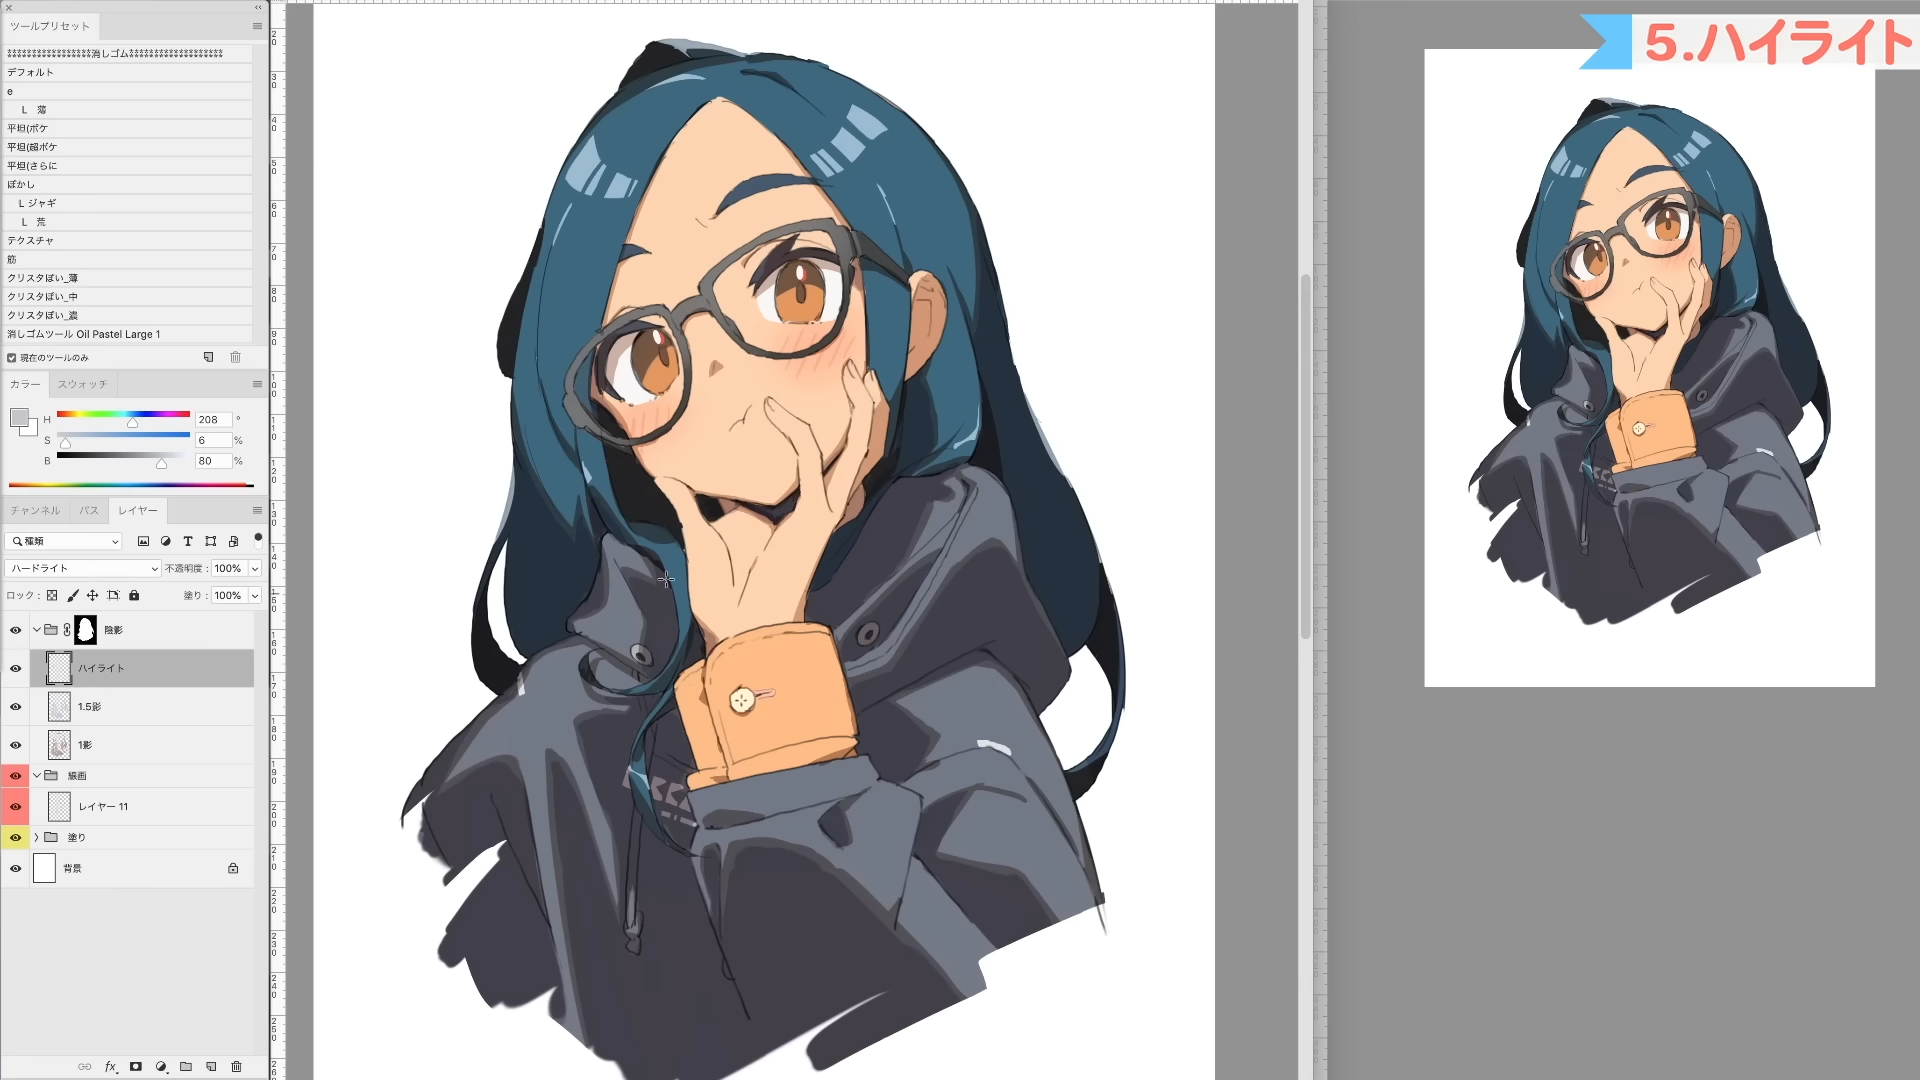 ツールプリセット
*****************消しゴム*******************
デフォルト
e
L 薄
平坦(ボケ
平坦(超ボケ
平坦(さらに
ぼかし
L ジャギ
L 荒
テクスチャ
筋
クリスタぽい_薄
クリスタぽい_中
クリスタぽい_濃
消しゴムツール Oil Pastel Large 1
現在のツールのみ
カラー スウォッチ
H 208 °
S 6 %
B 80 %
チャンネル パス レイヤー
種類
ハードライト 不透明度 : 100%
ロック : 塗り : 100%
陰影
ハイライト
1.5影
1影
線画
レイヤー 11
塗り
背景
fx
5.ハイライト